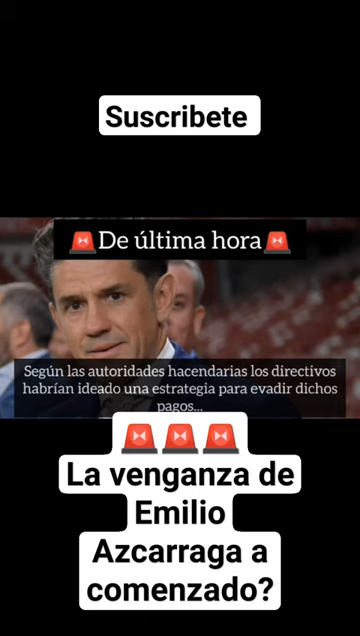 Suscribete
🚨De última hora🚨
Según las autoridades hacendarias los directivos
habrían ideado una estrategia para evadir dichos
pagos...
🚨🚨🚨
La venganza de
Emilio
Azcarraga a
comenzado?